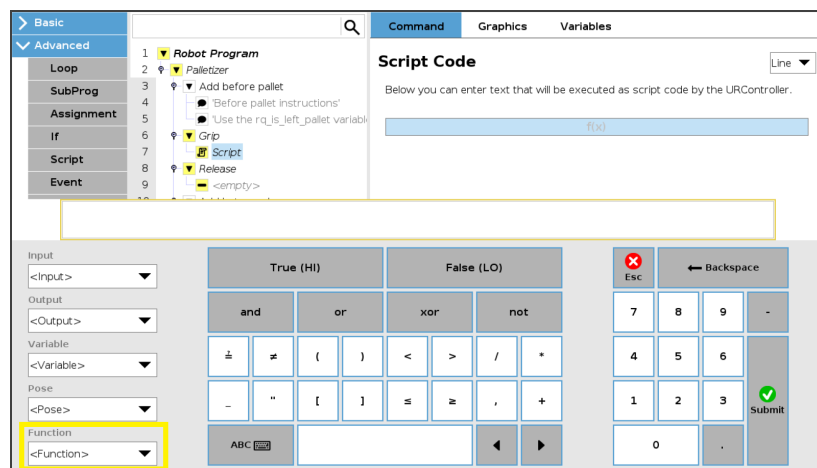 Basic
Advanced
Loop
SubProg
Assignment
If
Script
Event
1 Robot Program
2 Palletizer
3 Add before pallet
4 'Before pallet instructions'
5 'Use the rq_is_left_pallet variabl
6 Grip
7 Script
8 Release
9 <empty>
Command Graphics Variables
Script Code
Line
Below you can enter text that will be executed as script code by the URController.
f(x)
Input
<Input>
Output
<Output>
Variable
<Variable>
Pose
<Pose>
Function
<Function>
True (HI) False (LO)
and or xor not
≟ ≠ ( ) < > / *
_ " [ ] ≤ ≥ , +
ABC
Esc Backspace
7 8 9 -
4 5 6
1 2 3 Submit
0 .